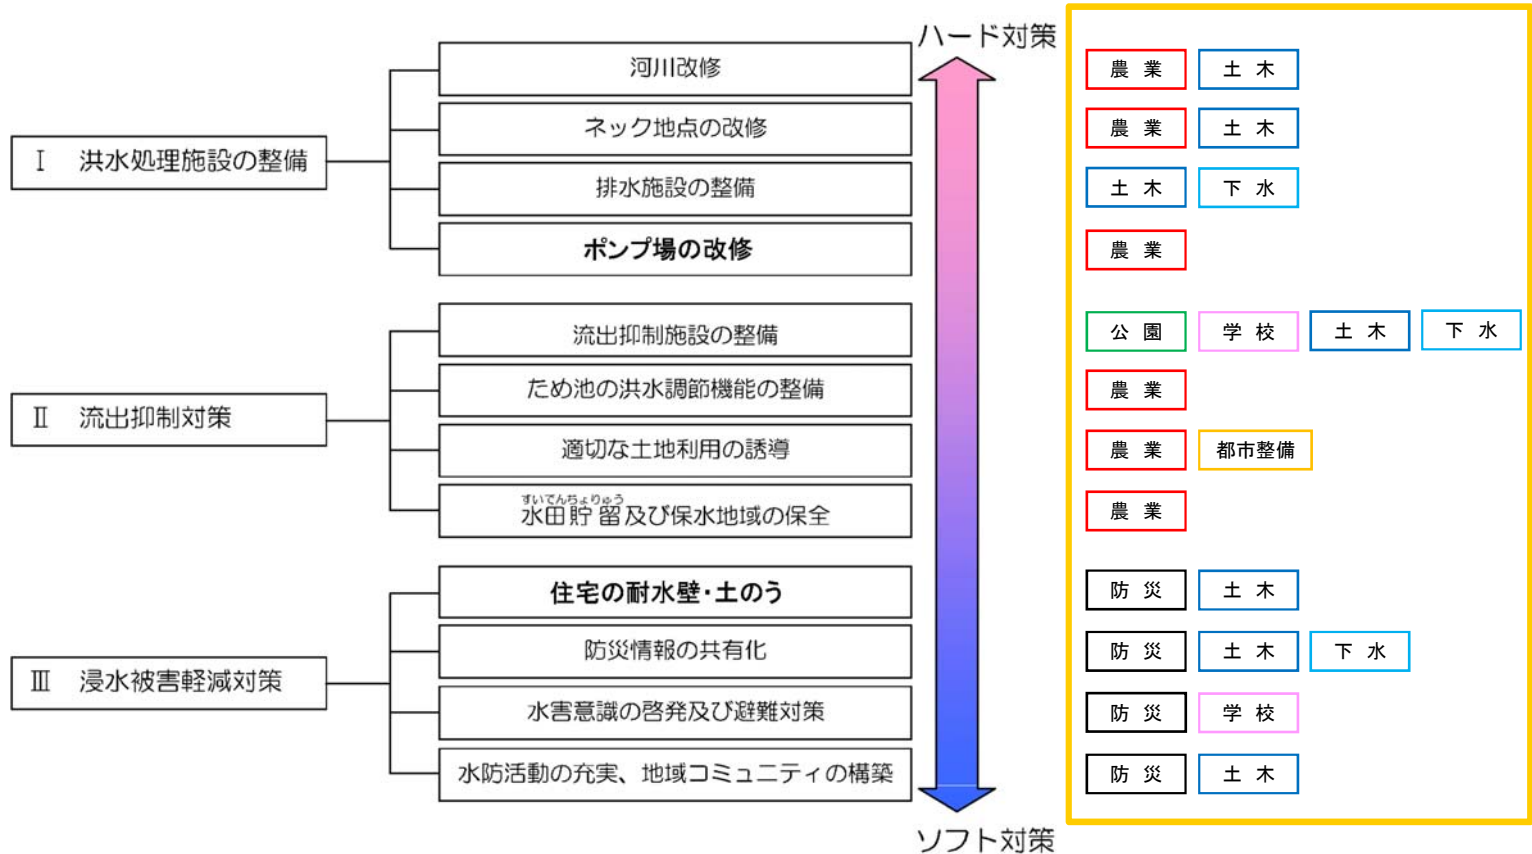 ハード対策
Ⅰ 洪水処理施設の整備
河川改修
農業 土木
ネック地点の改修
農業 土木
排水施設の整備
土木 下水
ポンプ場の改修
農業
Ⅱ 流出抑制対策
流出抑制施設の整備
公園 学校 土木 下水
ため池の洪水調節機能の整備
農業
適切な土地利用の誘導
農業 都市整備
すいでんちょりゅう
水田貯留及び保水地域の保全
農業
Ⅲ 浸水被害軽減対策
住宅の耐水壁・土のう
防災 土木
防災情報の共有化
防災 土木 下水
水害意識の啓発及び避難対策
防災 学校
水防活動の充実、地域コミュニティの構築
防災 土木
ソフト対策